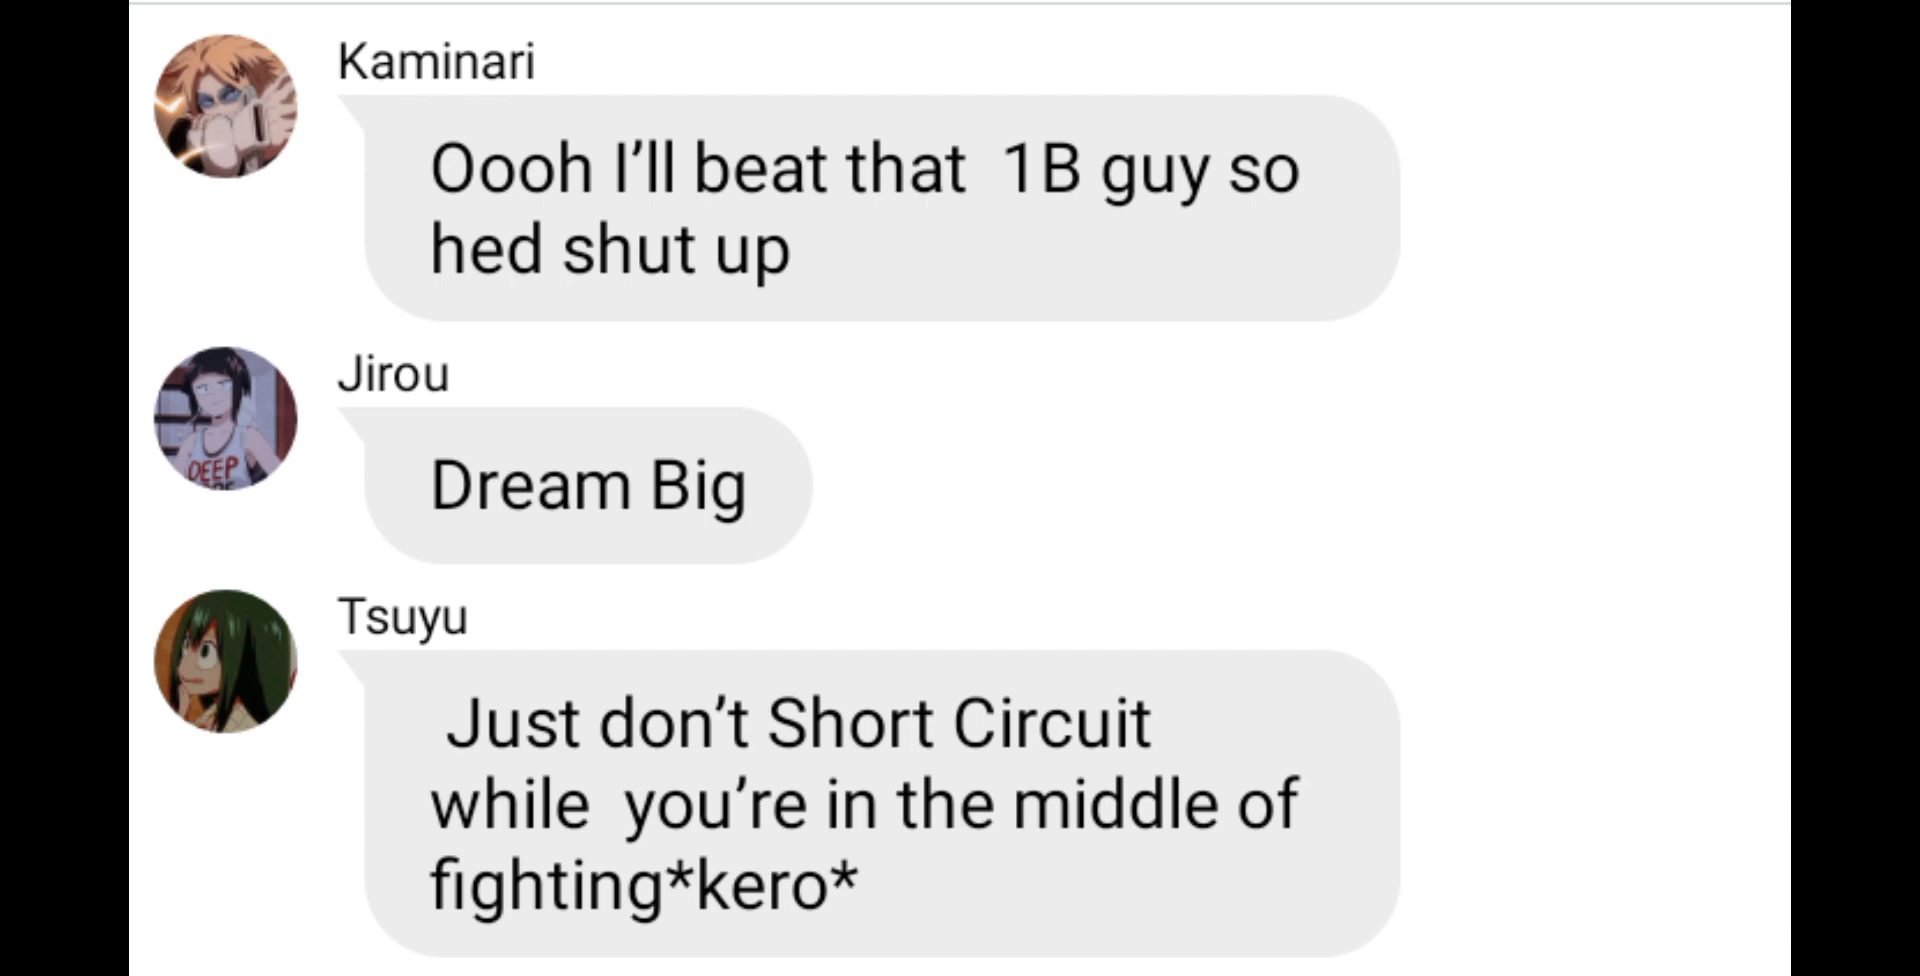 Kaminari
Oooh I’ll beat that  1B guy so
hed shut up
Jirou
DEEP
Dream Big
Tsuyu
Just don’t Short Circuit
while  you’re in the middle of
fighting*kero*